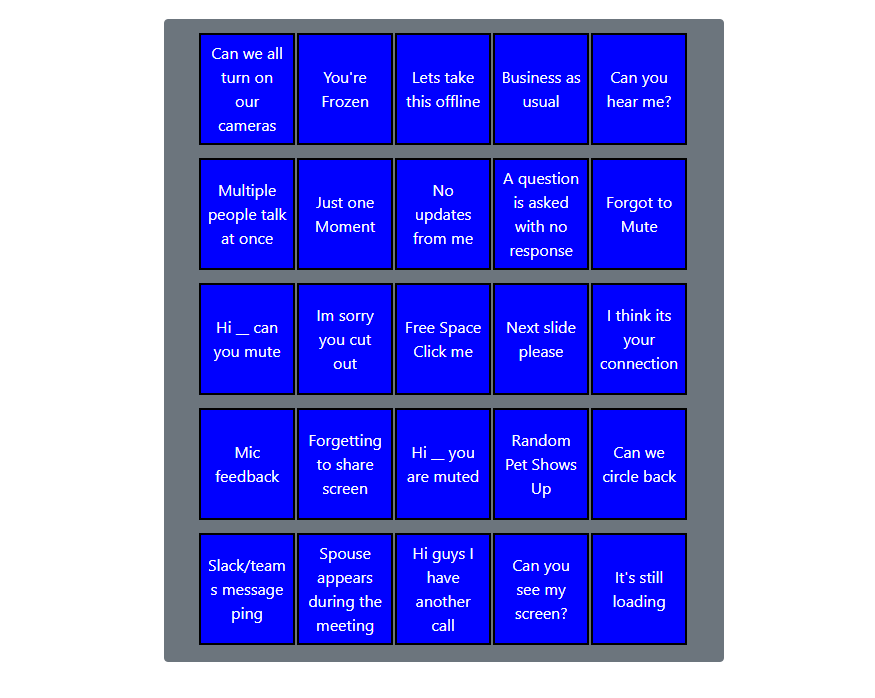 Can we all
turn on
our
cameras
You're
Frozen
Lets take
this offline
Business as
usual
Can you
hear me?
Multiple
people talk
at once
Just one
Moment
No
updates
from me
A question
is asked
with no
response
Forgot to
Mute
Hi __ can
you mute
Im sorry
you cut
out
Free Space
Click me
Next slide
please
I think its
your
connection
Mic
feedback
Forgetting
to share
screen
Hi __ you
are muted
Random
Pet Shows
Up
Can we
circle back
Slack/team
s message
ping
Spouse
appears
during the
meeting
Hi guys I
have
another
call
Can you
see my
screen?
It's still
loading